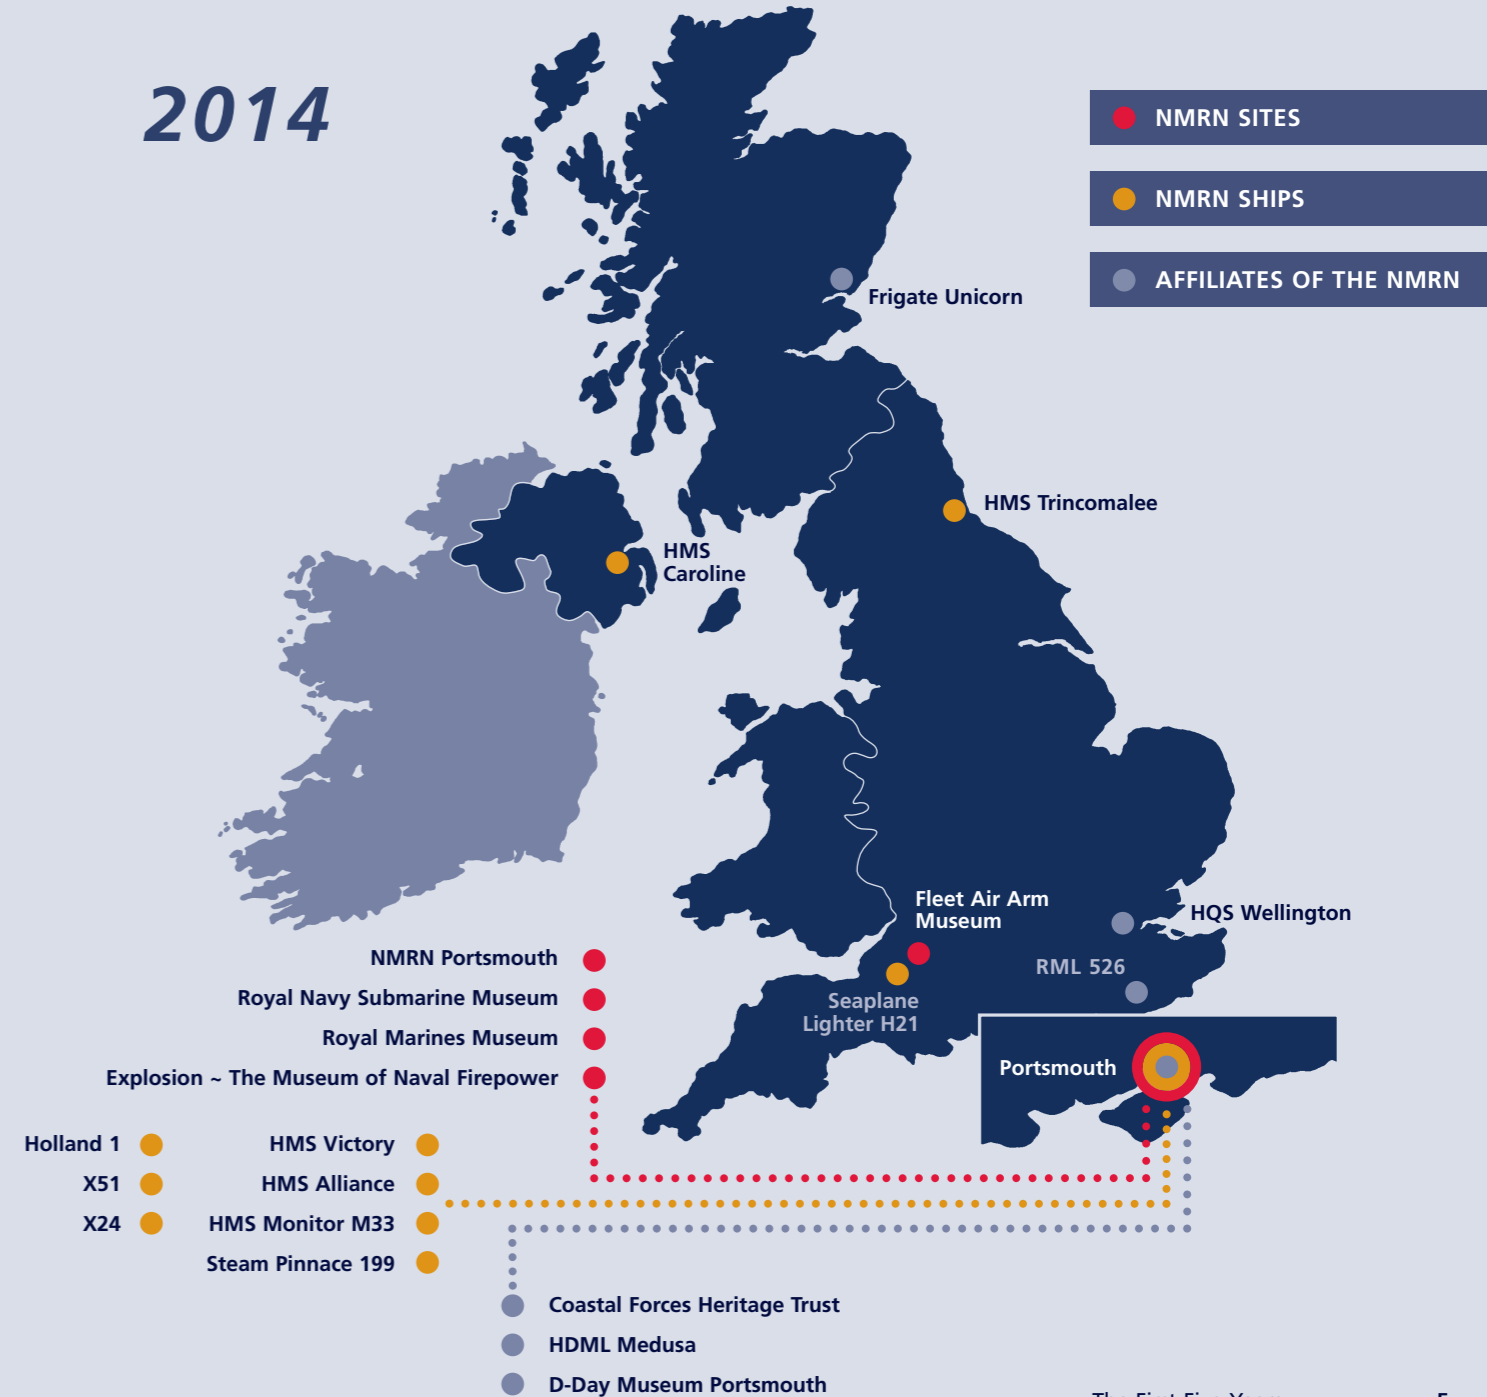 2014
NMRN SITES
NMRN SHIPS
AFFILIATES OF THE NMRN
Frigate Unicorn
HMS Trincomalee
HMS
Caroline
Fleet Air Arm
Museum
HQS Wellington
RML 526
Seaplane
Lighter H21
Portsmouth
NMRN Portsmouth
Royal Navy Submarine Museum
Royal Marines Museum
Explosion ~ The Museum of Naval Firepower
Holland 1
HMS Victory
X51
HMS Alliance
X24
HMS Monitor M33
Steam Pinnace 199
Coastal Forces Heritage Trust
HDML Medusa
D-Day Museum Portsmouth